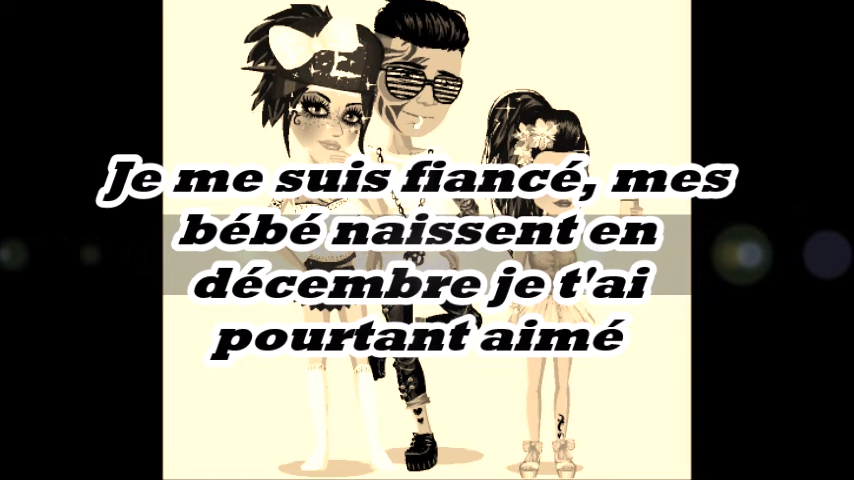 Je me suis fiancé, mes
bébé naissent en
décembre je t'ai
pourtant aimé